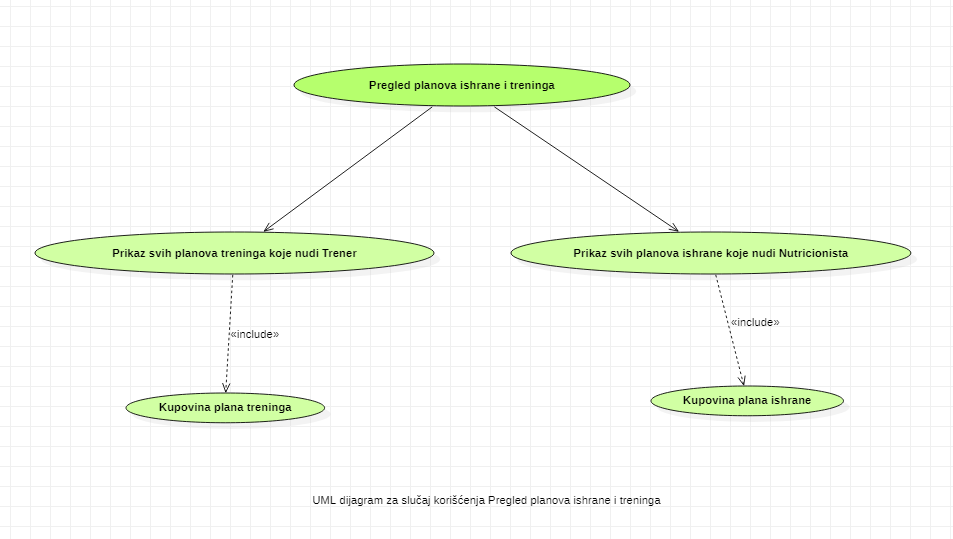 Pregled planova ishrane i treninga
Prikaz svih planova treninga koje nudi Trener
Prikaz svih planova ishrane koje nudi Nutricionista
«include»
«include»
Kupovina plana treninga
Kupovina plana ishrane
UML dijagram za slučaj korišćenja Pregled planova ishrane i treninga